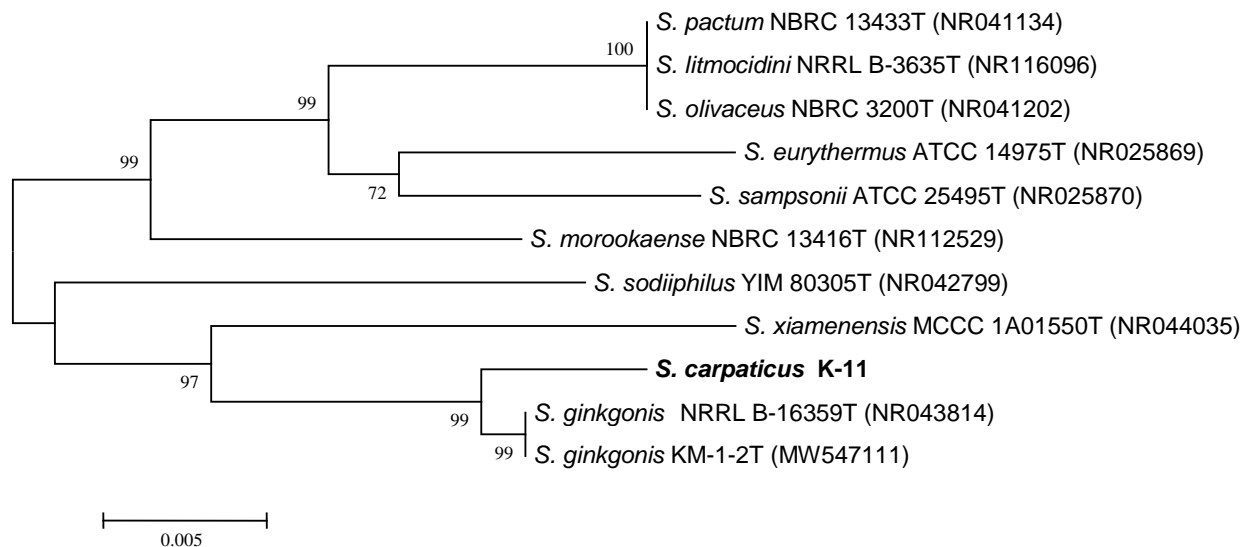 S. pactum NBRC 13433T (NR041134)
100
S. litmocidini NRRL B-3635T (NR116096)
99
S. olivaceus NBRC 3200T (NR041202)
99
S. eurythermus ATCC 14975T (NR025869)
72
S. sampsonii ATCC 25495T (NR025870)
S. morookaense NBRC 13416T (NR112529)
S. sodiiphilus YIM 80305T (NR042799)
S. xiamenensis MCCC 1A01550T (NR044035)
97
S. carpaticus K-11
99
S. ginkgonis NRRL B-16359T (NR043814)
99
S. ginkgonis KM-1-2T (MW547111)
0.005